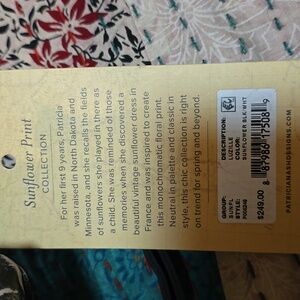 Sunflower Print
COLLECTION
For her first 9 years, Patricia
was raised in North Dakota and
Minnesota, and she recalls the fields
of sunflowers she played in there as
a child. She was reminded of those
memories when she discovered a
beautiful vintage sunflower dress in
France and was inspired to create
this monochromatic floral print.
Neutral in palette and classic in
style, this chic collection is right
on trend for spring and beyond.
GROUP:
SUNFL
STYLE:
$249.00
DESCRIPTION:
COLOR:
SUNFLOWER BLK/WHT
PATRICIANASHDESIGNS.COM